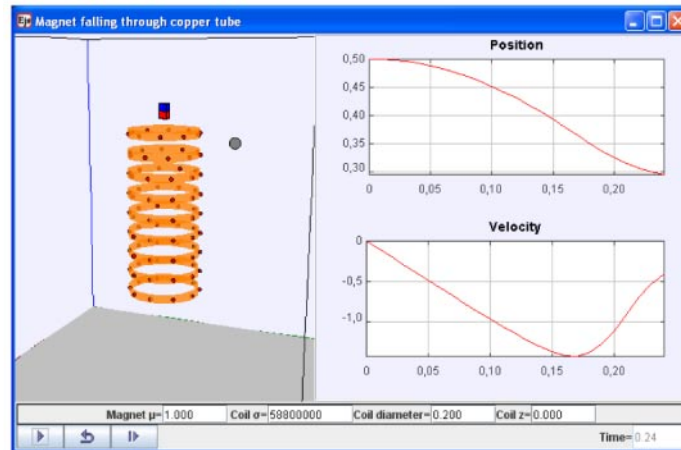 Magnet falling through copper tube
Position
0,50
0,45
0,40
0,35
0,30
0 0,05 0,10 0,15 0,20
Velocity
0
-0,5
-1,0
0 0,05 0,10 0,15 0,20
Magnet μ= 1.000 Coil σ= 59800000 Coil diameter= 0.200 Coil z= 0.000
Time= 0.24